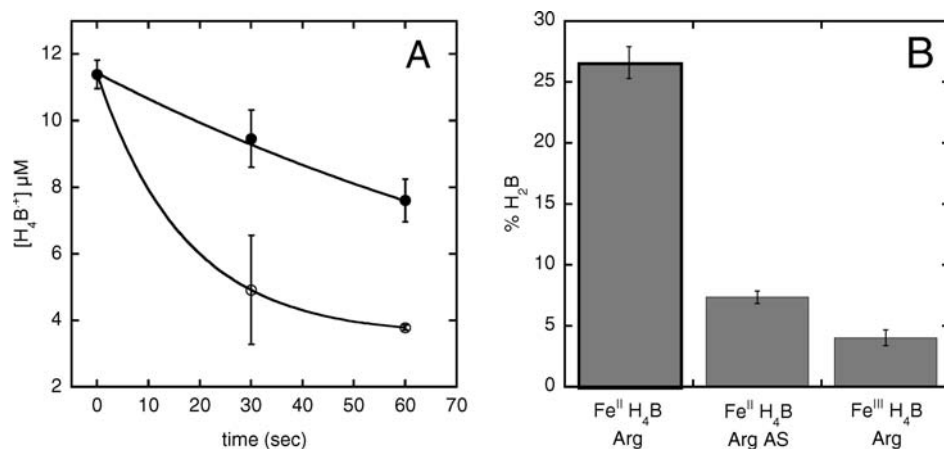 A
12
10
8
6
4
2
[H₄B·⁺] µM
0 10 20 30 40 50 60 70
time (sec)
B
30
25
20
15
10
5
0
% H₂B
Feᴵᴵ H₄B
Arg
Feᴵᴵ H₄B
Arg AS
Feᴵᴵᴵ H₄B
Arg